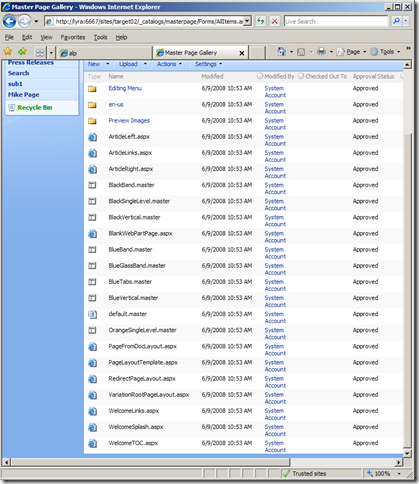 Master Page Gallery - Windows Internet Explorer
http://lyra:6667/sites/target02/_catalogs/masterpage/Forms/AllItems.as
Live Search
File Edit View Favorites Tools Help
alp
Master Page Gallery
Page Tools
Press Releases
Search
sub1
Mike Page
Recycle Bin
New Upload Actions Settings
Type Name Modified Modified By Checked Out To Approval Status
Editing Menu 6/9/2008 10:53 AM System Account Approved
en-us 6/9/2008 10:53 AM System Account Approved
Preview Images 6/9/2008 10:53 AM System Account Approved
ArticleLeft.aspx 6/9/2008 10:53 AM System Account Approved
ArticleLinks.aspx 6/9/2008 10:53 AM System Account Approved
ArticleRight.aspx 6/9/2008 10:53 AM System Account Approved
BlackBand.master 6/9/2008 10:53 AM System Account Approved
BlackSingleLevel.master 6/9/2008 10:53 AM System Account Approved
BlackVertical.master 6/9/2008 10:53 AM System Account Approved
BlankWebPartPage.aspx 6/9/2008 10:53 AM System Account Approved
BlueBand.master 6/9/2008 10:53 AM System Account Approved
BlueGlassBand.master 6/9/2008 10:53 AM System Account Approved
BlueTabs.master 6/9/2008 10:53 AM System Account Approved
BlueVertical.master 6/9/2008 10:53 AM System Account Approved
default.master 6/9/2008 10:53 AM System Account Approved
OrangeSingleLevel.master 6/9/2008 10:53 AM System Account Approved
PageFromDocLayout.aspx 6/9/2008 10:53 AM System Account Approved
PageLayoutTemplate.aspx 6/9/2008 10:53 AM System Account Approved
RedirectPageLayout.aspx 6/9/2008 10:53 AM System Account Approved
VariationRootPageLayout.aspx 6/9/2008 10:53 AM System Account Approved
WelcomeLinks.aspx 6/9/2008 10:53 AM System Account Approved
WelcomeSplash.aspx 6/9/2008 10:53 AM System Account Approved
WelcomeTOC.aspx 6/9/2008 10:53 AM System Account Approved
Trusted sites 100%